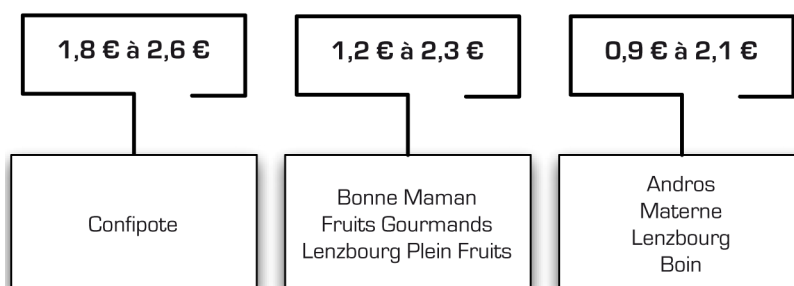 1,8 € à 2,6 €
1,2 € à 2,3 €
0,9 € à 2,1 €
Confipote
Bonne Maman
Fruits Gourmands
Lenzbourg Plein Fruits
Andros
Materne
Lenzbourg
Boin